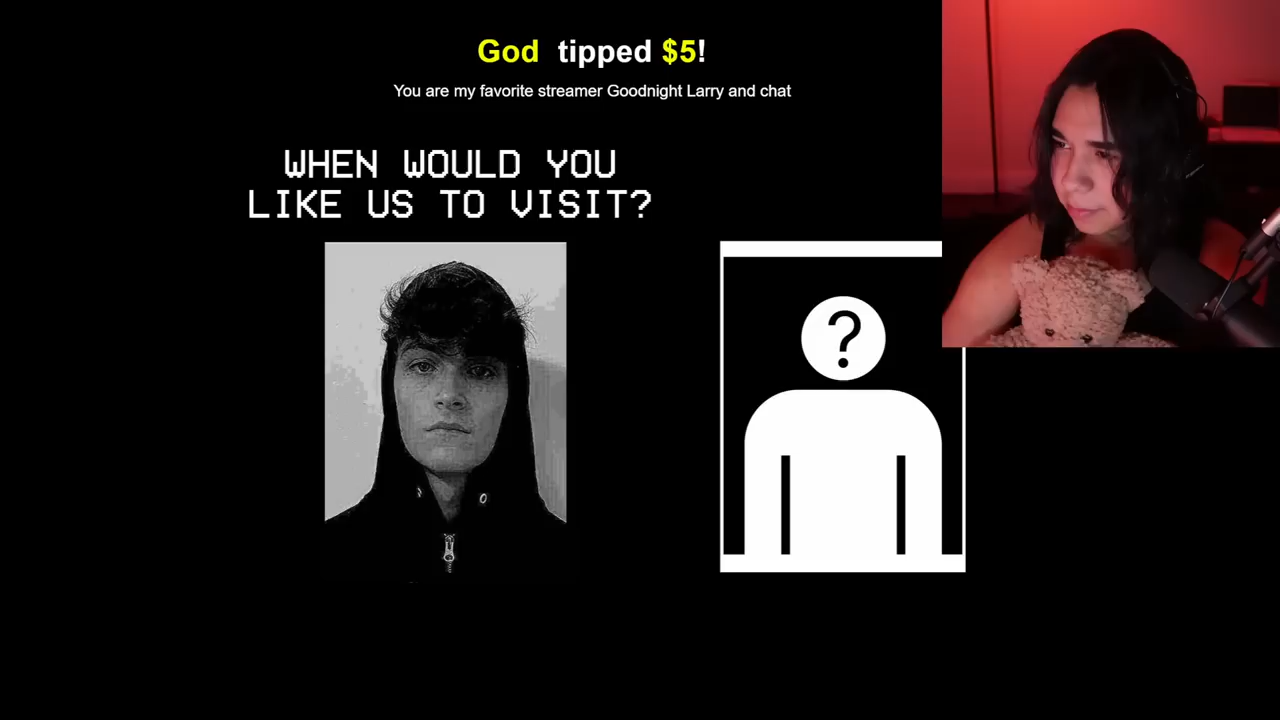 God tipped $5!
You are my favorite streamer Goodnight Larry and chat
WHEN WOULD YOU
LIKE US TO VISIT?
?